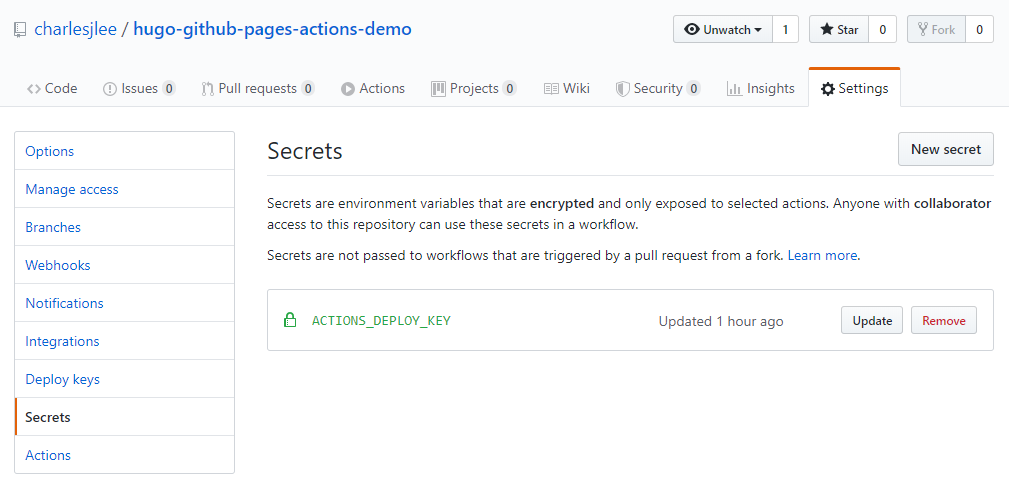 charlesjlee / hugo-github-pages-actions-demo
Unwatch 1 Star 0 Fork 0
Code Issues 0 Pull requests 0 Actions Projects 0 Wiki Security 0 Insights Settings
Options
Manage access
Branches
Webhooks
Notifications
Integrations
Deploy keys
Secrets
Actions
Secrets
New secret
Secrets are environment variables that are encrypted and only exposed to selected actions. Anyone with collaborator
access to this repository can use these secrets in a workflow.
Secrets are not passed to workflows that are triggered by a pull request from a fork. Learn more.
ACTIONS_DEPLOY_KEY Updated 1 hour ago Update Remove